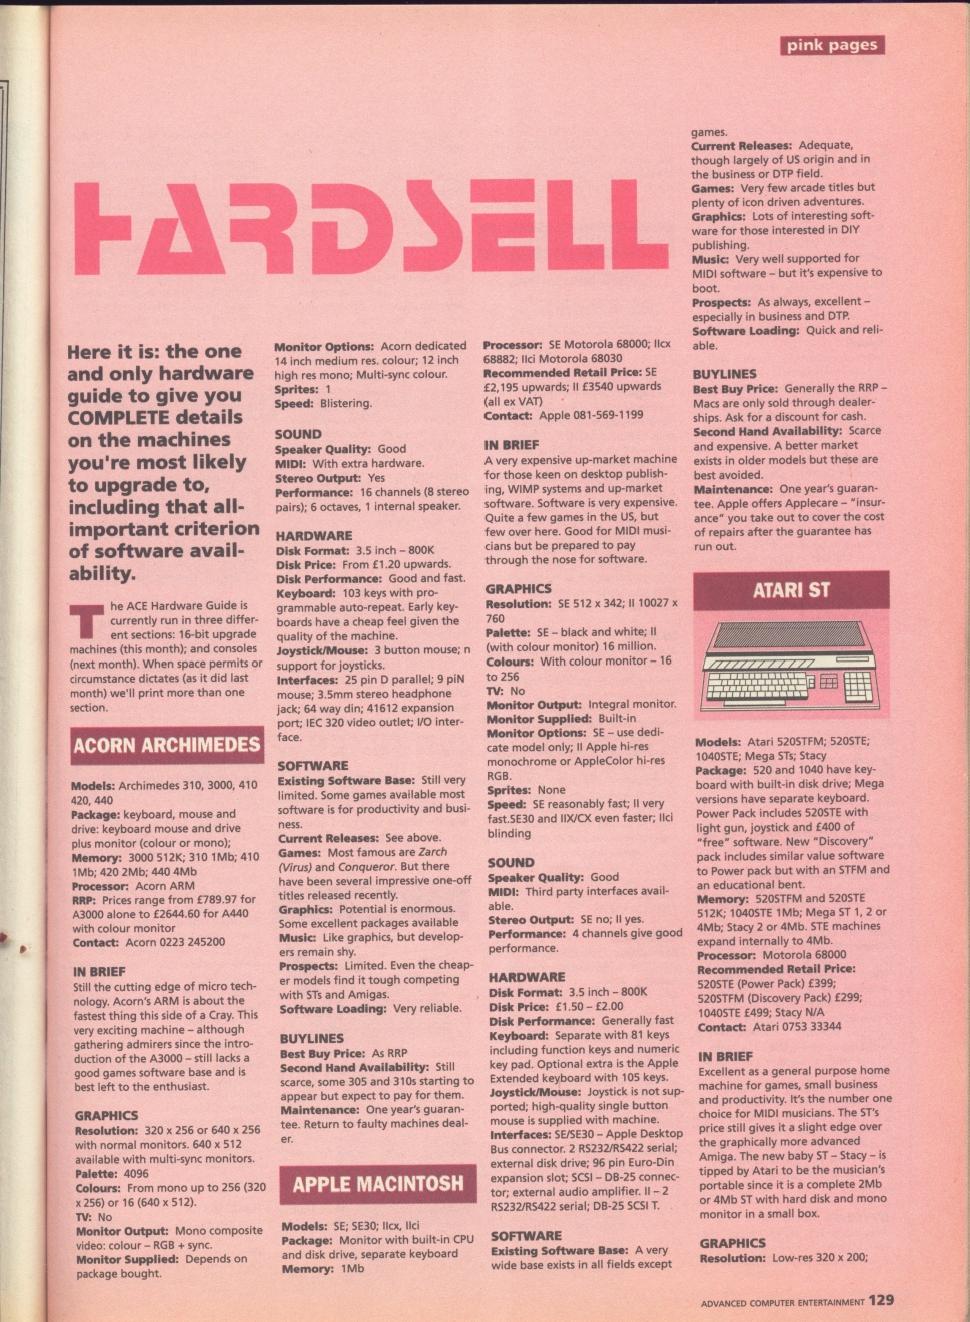 pink pages
HARDSELL
Here it is: the one
and only hardware
guide to give you
COMPLETE details
on the machines
you're most likely
to upgrade to,
including that all-
important criterion
of software avail-
ability.
The ACE Hardware Guide is
currently run in three differ-
ent sections: 16-bit upgrade
machines (this month); and consoles
(next month). When space permits or
circumstance dictates (as it did last
month) we'll print more than one
section.
ACORN ARCHIMEDES
Models: Archimedes 310, 3000, 410
420, 440
Package: keyboard, mouse and
drive: keyboard mouse and drive
plus monitor (colour or mono);
Memory: 3000 512K; 310 1Mb; 410
1Mb; 420 2Mb; 440 4Mb
Processor: Acorn ARM
RRP: Prices range from £789.97 for
A3000 alone to £2644.60 for A440
with colour monitor
Contact: Acorn 0223 245200
IN BRIEF
Still the cutting edge of micro tech-
nology. Acorn's ARM is about the
fastest thing this side of a Cray. This
very exciting machine – although
gathering admirers since the intro-
duction of the A3000 – still lacks a
good games software base and is
best left to the enthusiast.
GRAPHICS
Resolution: 320 x 256 or 640 x 256
with normal monitors. 640 x 512
available with multi-sync monitors.
Palette: 4096
Colours: From mono up to 256 (320
x 256) or 16 (640 x 512).
TV: No
Monitor Output: Mono composite
video: colour – RGB + sync.
Monitor Supplied: Depends on
package bought.
Monitor Options: Acorn dedicated
14 inch medium res. colour; 12 inch
high res mono; Multi-sync colour.
Sprites: 1
Speed: Blistering.
SOUND
Speaker Quality: Good
MIDI: With extra hardware.
Stereo Output: Yes
Performance: 16 channels (8 stereo
pairs); 6 octaves, 1 internal speaker.
HARDWARE
Disk Format: 3.5 inch – 800K
Disk Price: From £1.20 upwards.
Disk Performance: Good and fast.
Keyboard: 103 keys with pro-
grammable auto-repeat. Early key-
boards have a cheap feel given the
quality of the machine.
Joystick/Mouse: 3 button mouse; n
support for joysticks.
Interfaces: 25 pin D parallel; 9 piN
mouse; 3.5mm stereo headphone
jack; 64 way din; 41612 expansion
port; IEC 320 video outlet; I/O inter-
face.
SOFTWARE
Existing Software Base: Still very
limited. Some games available most
software is for productivity and busi-
ness.
Current Releases: See above.
Games: Most famous are Zarch
(Virus) and Conqueror. But there
have been several impressive one-off
titles released recently.
Graphics: Potential is enormous.
Some excellent packages available
Music: Like graphics, but develop-
ers remain shy.
Prospects: Limited. Even the cheap-
er models find it tough competing
with STs and Amigas.
Software Loading: Very reliable.
BUYLINES
Best Buy Price: As RRP
Second Hand Availability: Still
scarce, some 305 and 310s starting to
appear but expect to pay for them.
Maintenance: One year's guaran-
tee. Return to faulty machines deal-
er.
APPLE MACINTOSH
Models: SE; SE30; IIcx, IIci
Package: Monitor with built-in CPU
and disk drive, separate keyboard
Memory: 1Mb
Processor: SE Motorola 68000; IIcx
68882; IIci Motorola 68030
Recommended Retail Price: SE
£2,195 upwards; II £3540 upwards
(all ex VAT)
Contact: Apple 081-569-1199
IN BRIEF
A very expensive up-market machine
for those keen on desktop publish-
ing, WIMP systems and up-market
software. Software is very expensive.
Quite a few games in the US, but
few over here. Good for MIDI musi-
cians but be prepared to pay
through the nose for software.
GRAPHICS
Resolution: SE 512 x 342; II 10027 x
760
Palette: SE – black and white; II
(with colour monitor) 16 million.
Colours: With colour monitor – 16
to 256
TV: No
Monitor Output: Integral monitor.
Monitor Supplied: Built-in
Monitor Options: SE – use dedi-
cate model only; II Apple hi-res
monochrome or AppleColor hi-res
RGB.
Sprites: None
Speed: SE reasonably fast; II very
fast.SE30 and IIX/CX even faster; IIci
blinding
SOUND
Speaker Quality: Good
MIDI: Third party interfaces avail-
able.
Stereo Output: SE no; II yes.
Performance: 4 channels give good
performance.
HARDWARE
Disk Format: 3.5 inch – 800K
Disk Price: £1.50 – £2.00
Disk Performance: Generally fast
Keyboard: Separate with 81 keys
including function keys and numeric
key pad. Optional extra is the Apple
Extended keyboard with 105 keys.
Joystick/Mouse: Joystick is not sup-
ported; high-quality single button
mouse is supplied with machine.
Interfaces: SE/SE30 – Apple Desktop
Bus connector. 2 RS232/RS422 serial;
external disk drive; 96 pin Euro-Din
expansion slot; SCSI – DB-25 connec-
tor; external audio amplifier. II – 2
RS232/RS422 serial; DB-25 SCSI T.
SOFTWARE
Existing Software Base: A very
wide base exists in all fields except
games.
Current Releases: Adequate,
though largely of US origin and in
the business or DTP field.
Games: Very few arcade titles but
plenty of icon driven adventures.
Graphics: Lots of interesting soft-
ware for those interested in DIY
publishing.
Music: Very well supported for
MIDI software – but it's expensive to
boot.
Prospects: As always, excellent –
especially in business and DTP.
Software Loading: Quick and reli-
able.
BUYLINES
Best Buy Price: Generally the RRP –
Macs are only sold through dealer-
ships. Ask for a discount for cash.
Second Hand Availability: Scarce
and expensive. A better market
exists in older models but these are
best avoided.
Maintenance: One year's guaran-
tee. Apple offers Applecare – "insur-
ance" you take out to cover the cost
of repairs after the guarantee has
run out.
ATARI ST
Models: Atari 520STFM; 520STE;
1040STE; Mega STs; Stacy
Package: 520 and 1040 have key-
board with built-in disk drive; Mega
versions have separate keyboard.
Power Pack includes 520STE with
light gun, joystick and £400 of
"free" software. New "Discovery"
pack includes similar value software
to Power pack but with an STFM and
an educational bent.
Memory: 520STFM and 520STE
512K; 1040STE 1Mb; Mega ST 1, 2 or
4Mb; Stacy 2 or 4Mb. STE machines
expand internally to 4Mb.
Processor: Motorola 68000
Recommended Retail Price:
520STE (Power Pack) £399;
520STFM (Discovery Pack) £299;
1040STE £499; Stacy N/A
Contact: Atari 0753 33344
IN BRIEF
Excellent as a general purpose home
machine for games, small business
and productivity. It's the number one
choice for MIDI musicians. The ST's
price still gives it a slight edge over
the graphically more advanced
Amiga. The new baby ST – Stacy – is
tipped by Atari to be the musician's
portable since it is a complete 2Mb
or 4Mb ST with hard disk and mono
monitor in a small box.
GRAPHICS
Resolution: Low-res 320 x 200;
ADVANCED COMPUTER ENTERTAINMENT 129